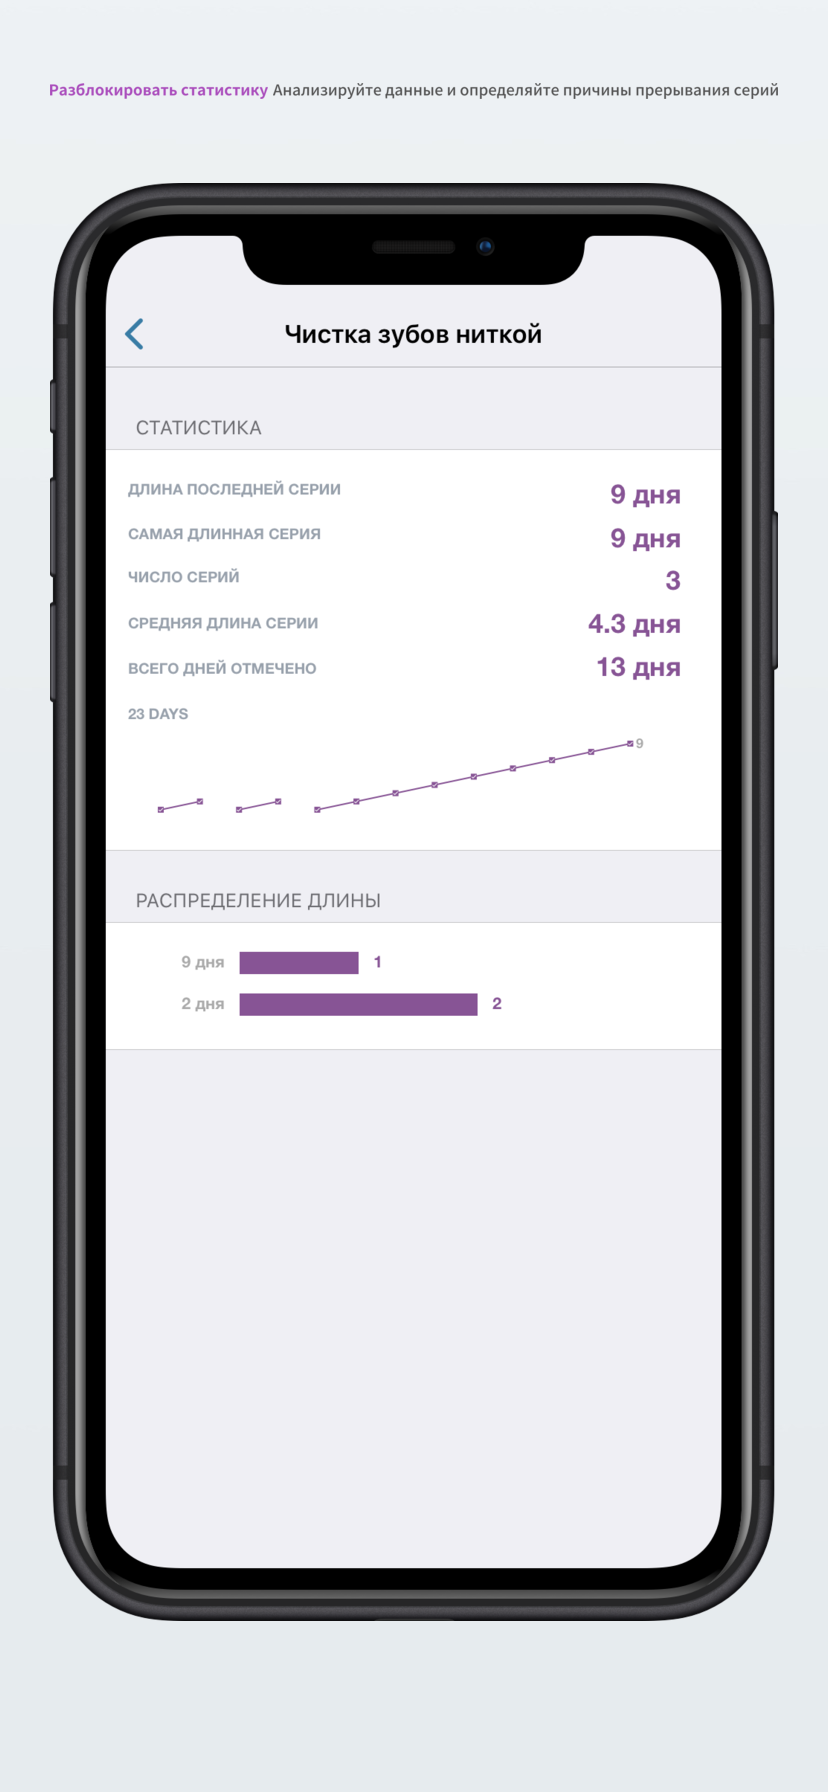 Разблокировать статистику Анализируйте данные и определяйте причины прерывания серий
Чистка зубов ниткой
СТАТИСТИКА
ДЛИНА ПОСЛЕДНЕЙ СЕРИИ 9 дня
САМАЯ ДЛИННАЯ СЕРИЯ 9 дня
ЧИСЛО СЕРИЙ 3
СРЕДНЯЯ ДЛИНА СЕРИИ 4.3 дня
ВСЕГО ДНЕЙ ОТМЕЧЕНО 13 дня
23 DAYS
9
РАСПРЕДЕЛЕНИЕ ДЛИНЫ
9 дня 1
2 дня 2